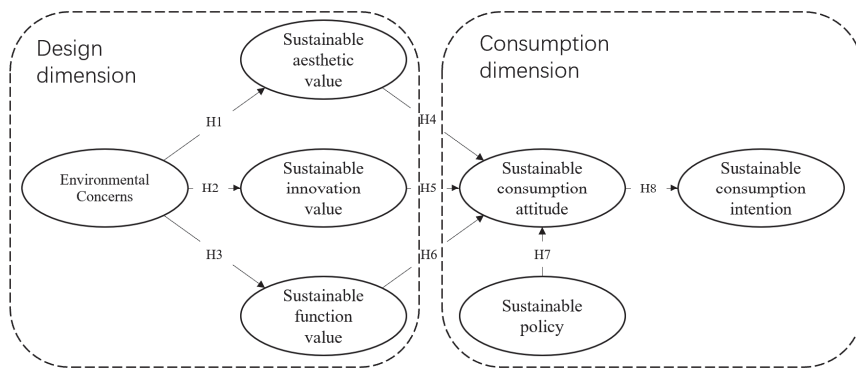 Design
dimension
Sustainable
aesthetic
value
Consumption
dimension
H1
H4
Environmental
Concerns
H2
Sustainable
innovation
value
H5
Sustainable
consumption
attitude
H8
Sustainable
consumption
intention
H3
H6
H7
Sustainable
function
value
Sustainable
policy